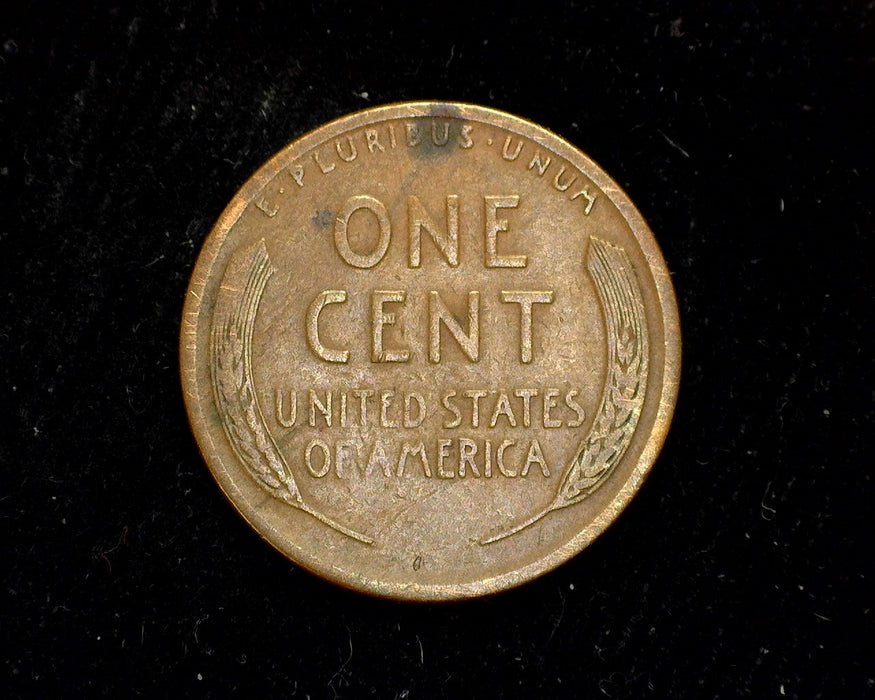 E·PLURIBUS·UNUM
ONE
CENT
UNITED STATES
OF AMERICA